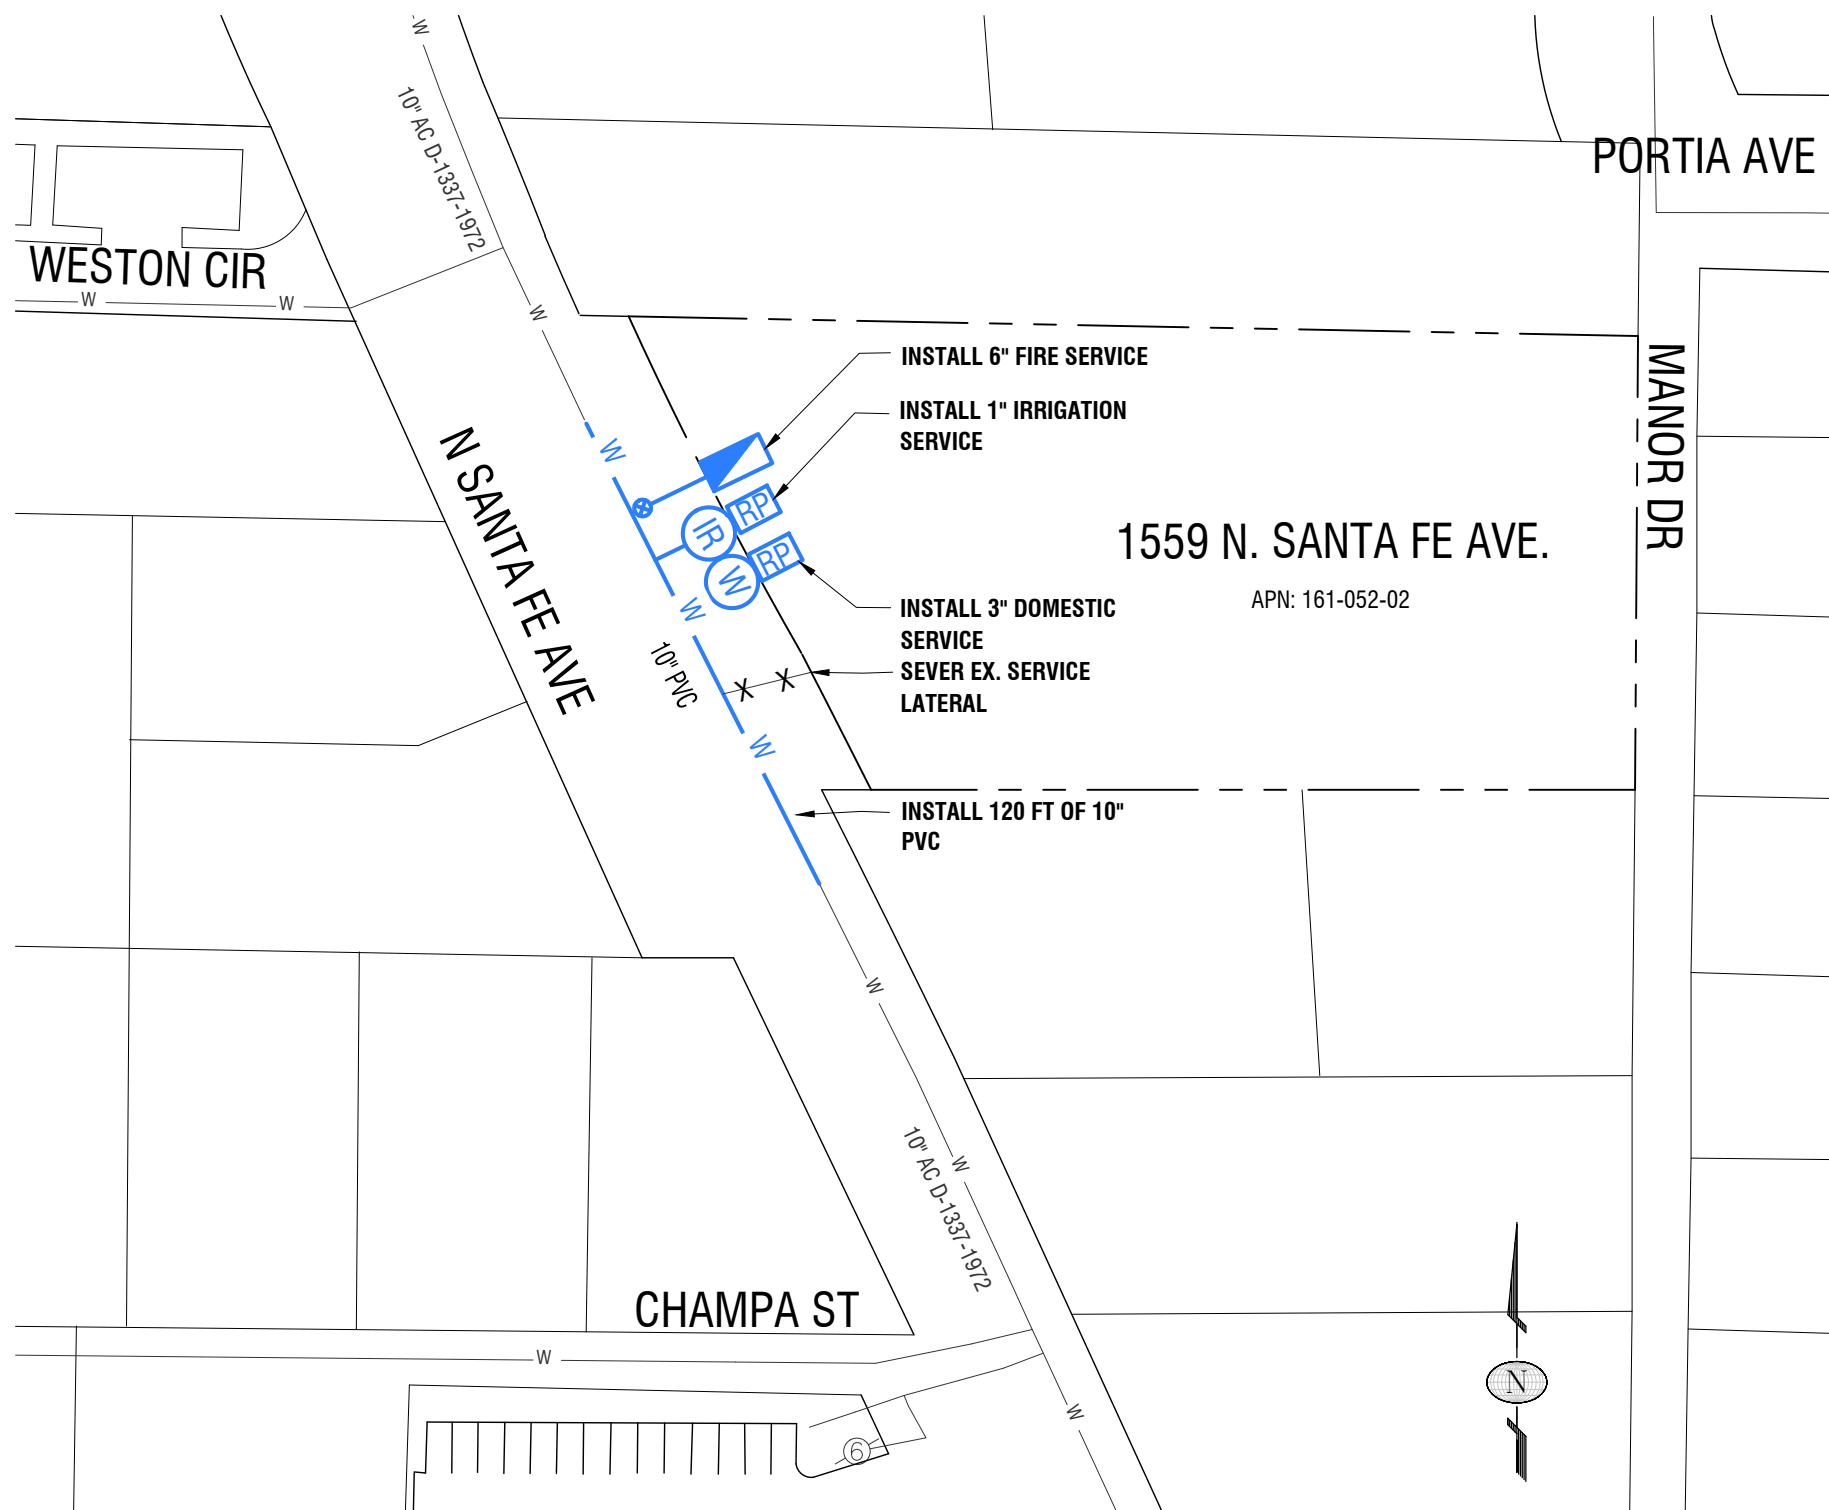 W
10" AC D-1337-1972
PORTIA AVE
WESTON CIR
W
W
W
INSTALL 6" FIRE SERVICE
MANOR DR
INSTALL 1" IRRIGATION
SERVICE
N SANTA FE AVE
W
RP
IR
1559 N. SANTA FE AVE.
RP
W
APN: 161-052-02
W
INSTALL 3" DOMESTIC
SERVICE
10" PVC
SEVER EX. SERVICE
LATERAL
X X
W
INSTALL 120 FT OF 10"
PVC
W
W
10" AC D-1337-1972
CHAMPA ST
W
N
W
6